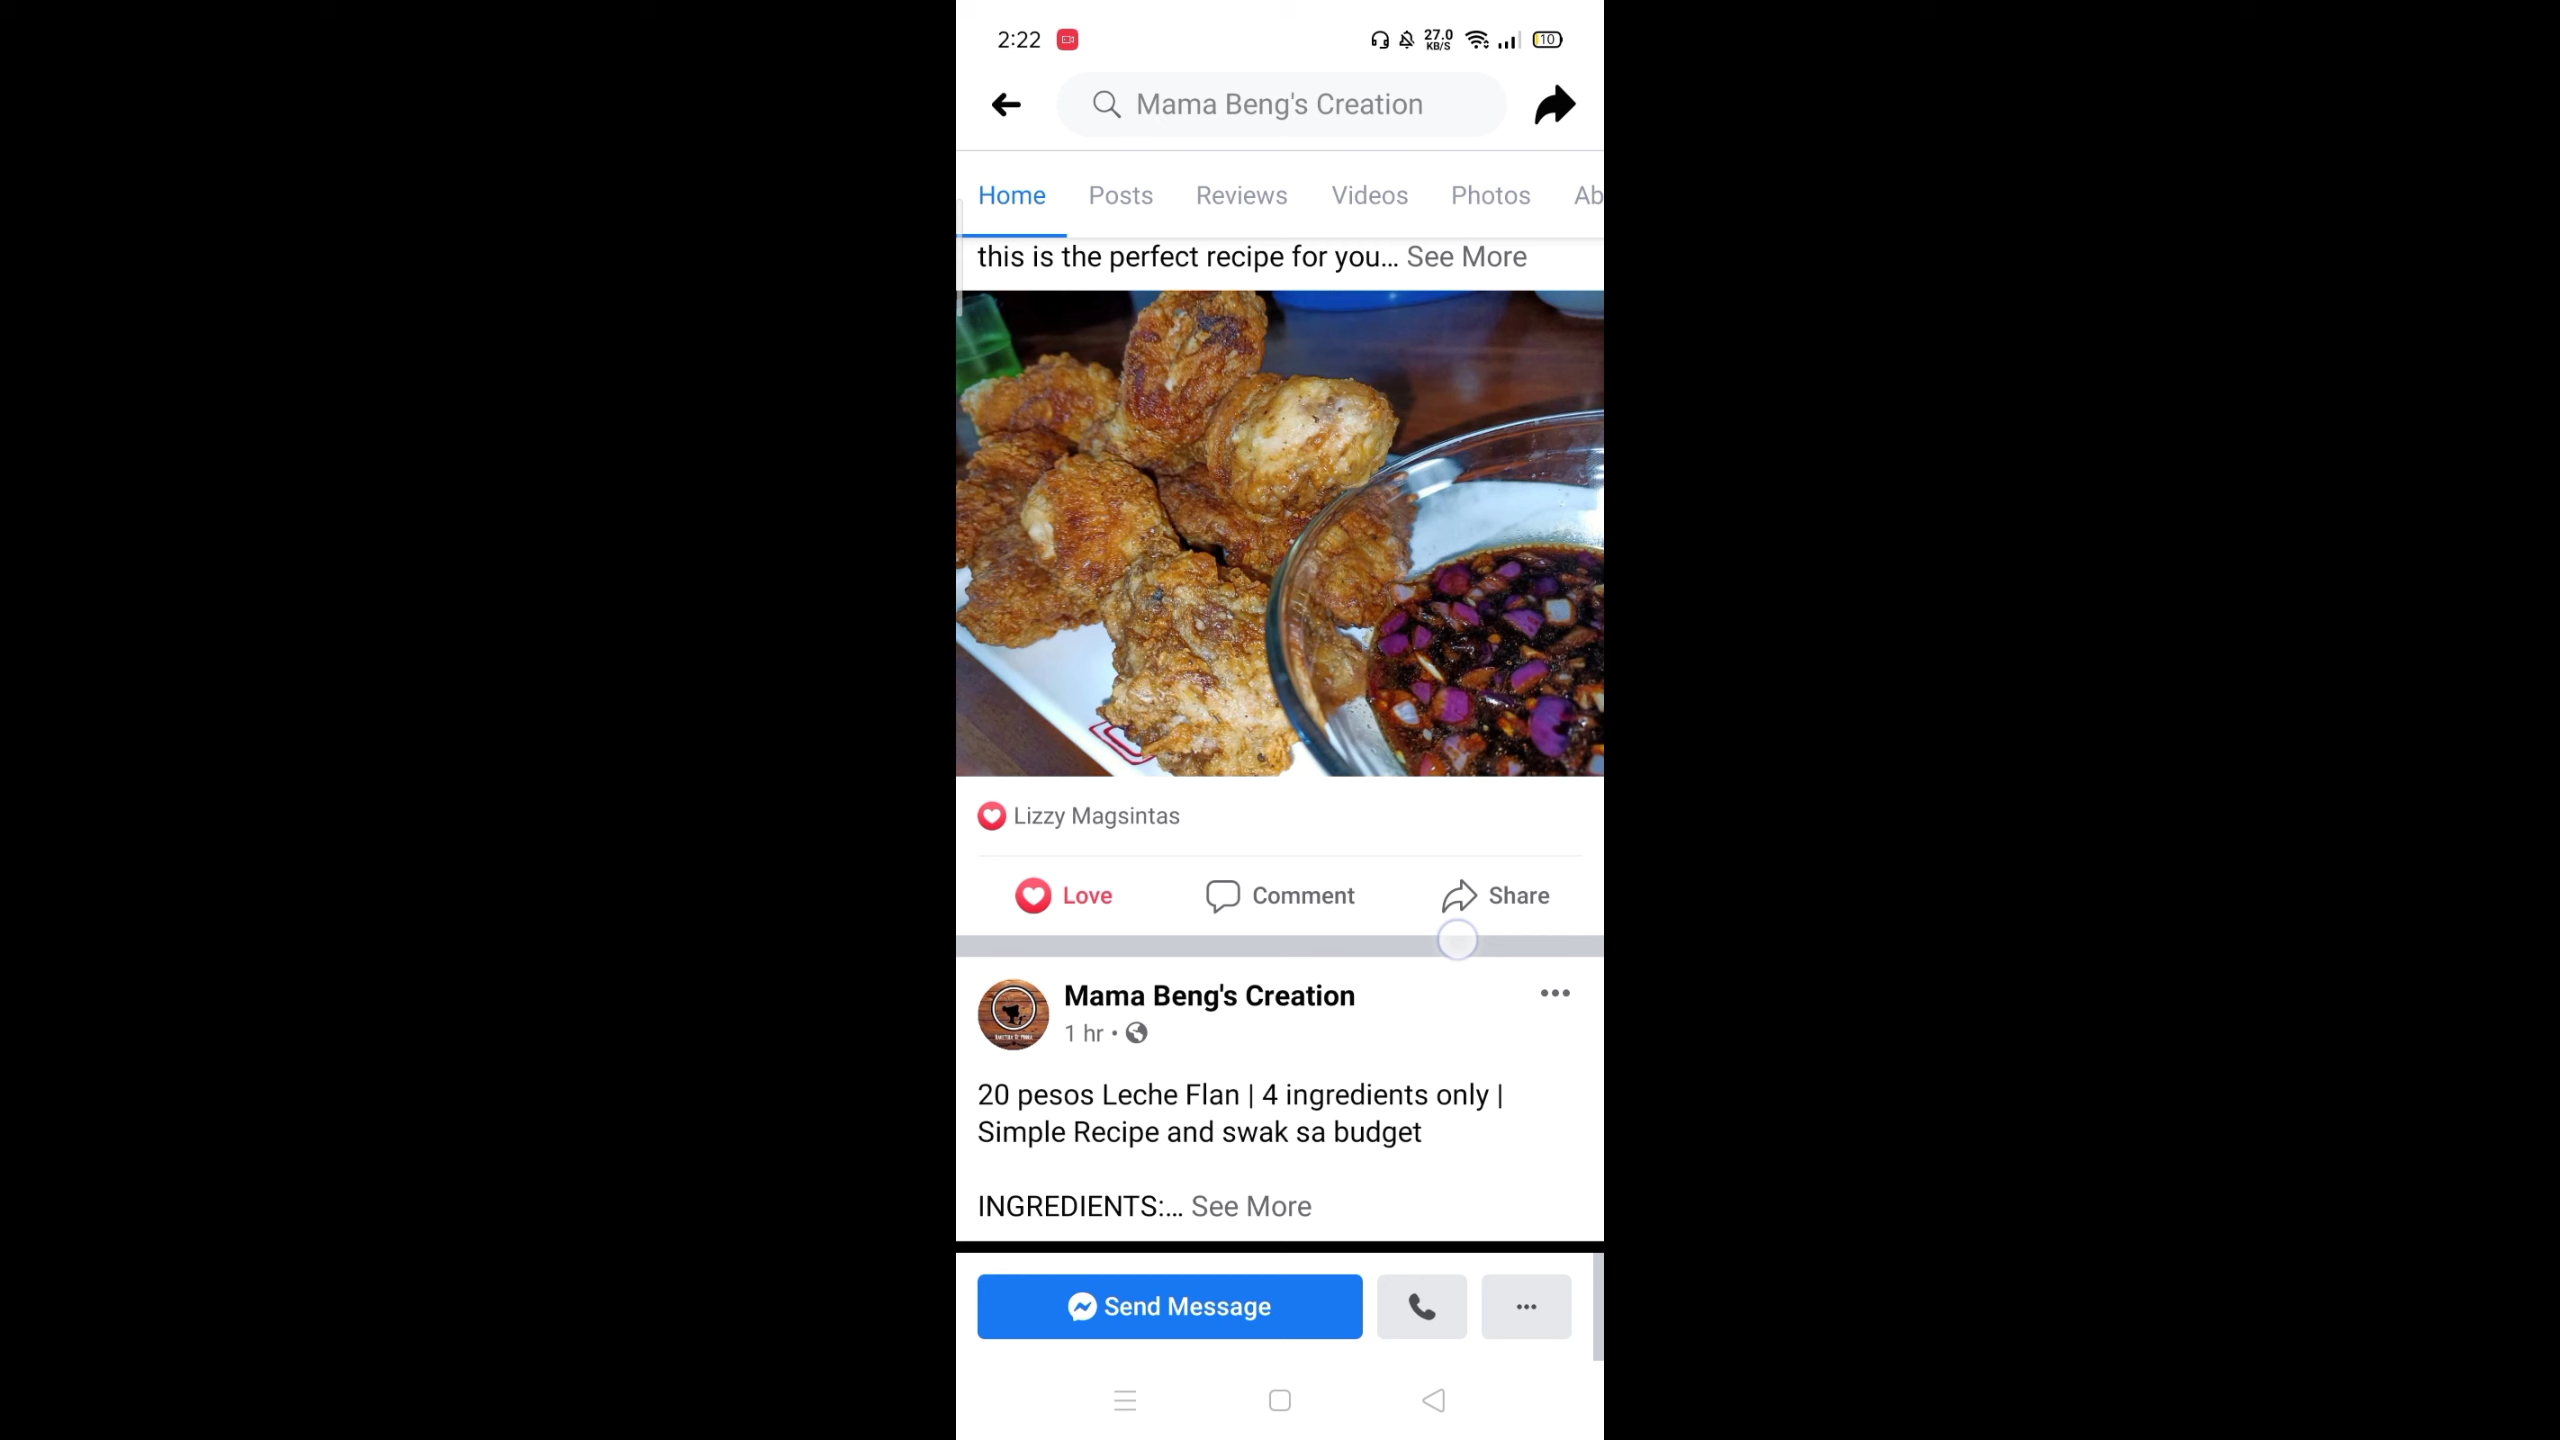 2:22
27.0
KB/S
10
Mama Beng's Creation
Home Posts Reviews Videos Photos Ab
this is the perfect recipe for you... See More
Lizzy Magsintas
Love Comment Share
Mama Beng's Creation
1 hr •
20 pesos Leche Flan | 4 ingredients only |
Simple Recipe and swak sa budget
INGREDIENTS:... See More
Send Message